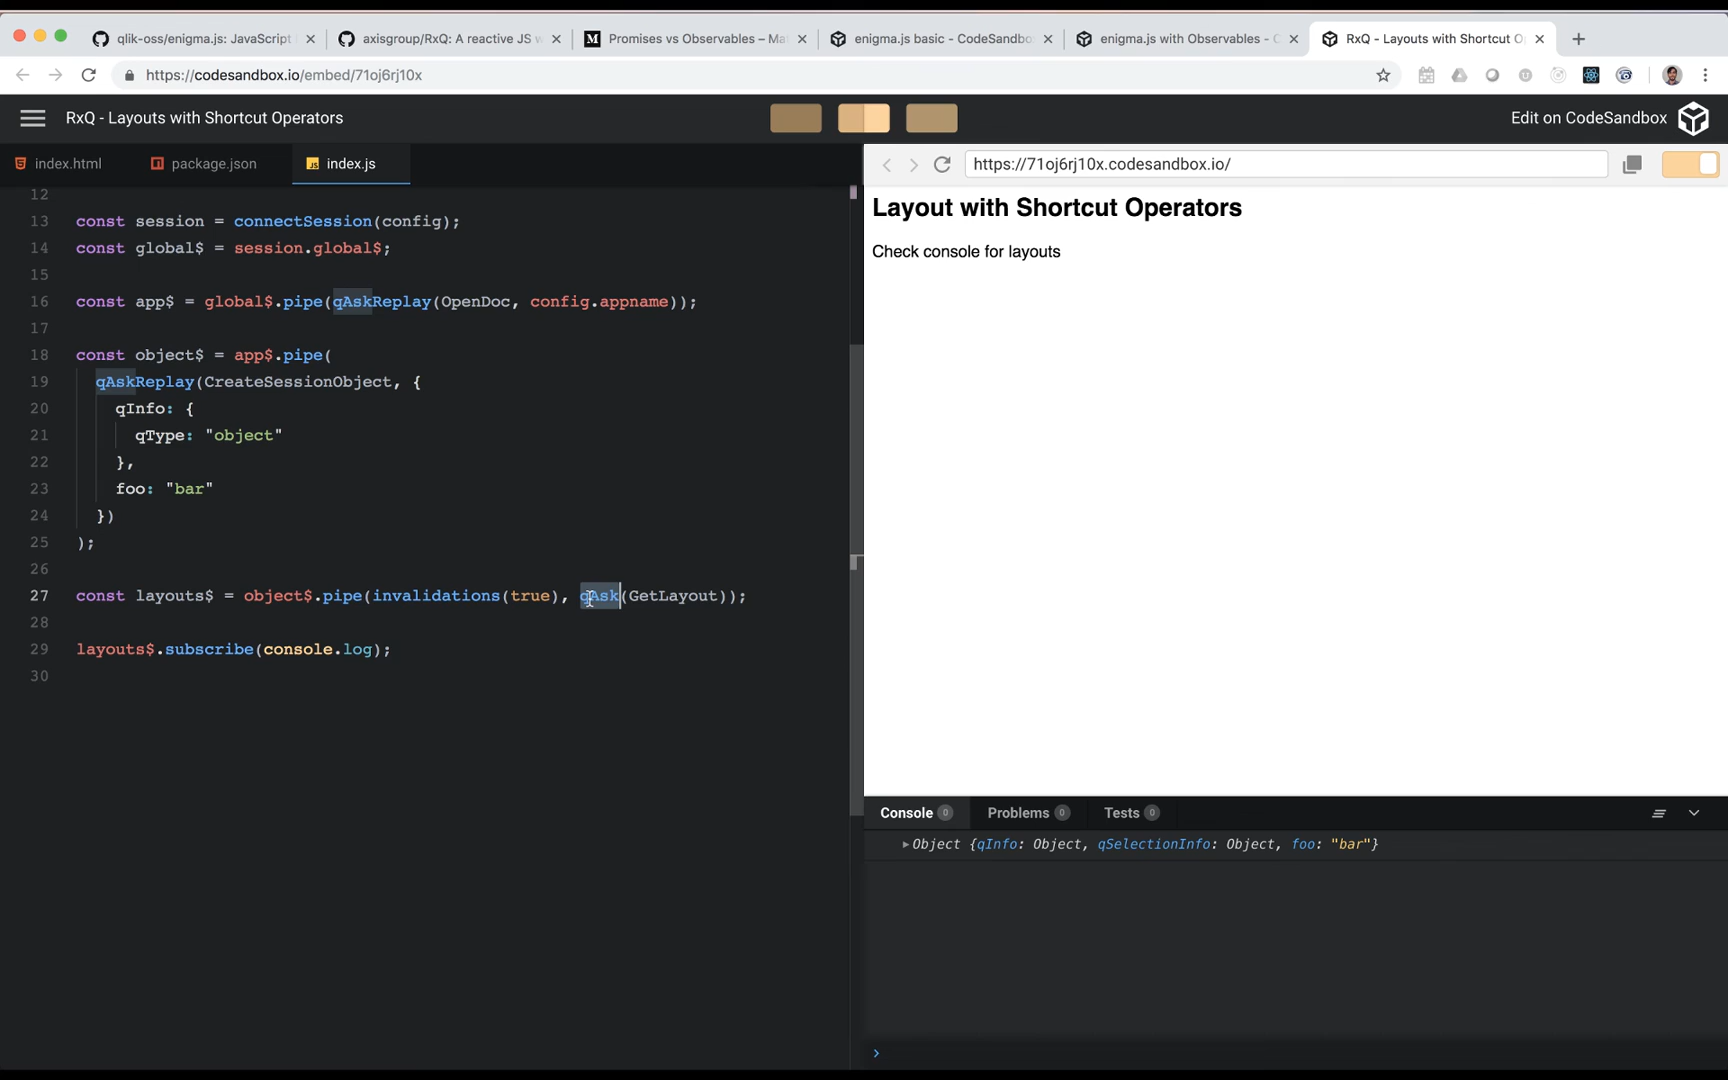 qlik-oss/enigma.js: JavaScript
axisgroup/RxQ: A reactive JS w
Promises vs Observables – Ma
enigma.js basic - CodeSandbo
enigma.js with Observables - C
RxQ - Layouts with Shortcut O
https://codesandbox.io/embed/71oj6rj10x
RxQ - Layouts with Shortcut Operators
Edit on CodeSandbox
index.html
package.json
index.js
https://71oj6rj10x.codesandbox.io/
12
13 const session = connectSession(config);
14 const global$ = session.global$;
15
16 const app$ = global$.pipe(qAskReplay(OpenDoc, config.appname));
17
18 const object$ = app$.pipe(
19 qAskReplay(CreateSessionObject, {
20 qInfo: {
21 qType: "object"
22 },
23 foo: "bar"
24 })
25 );
26
27 const layouts$ = object$.pipe(invalidations(true), qAsk(GetLayout));
28
29 layouts$.subscribe(console.log);
30
Layout with Shortcut Operators
Check console for layouts
Console 0 Problems 0 Tests 0
Object {qInfo: Object, qSelectionInfo: Object, foo: "bar"}